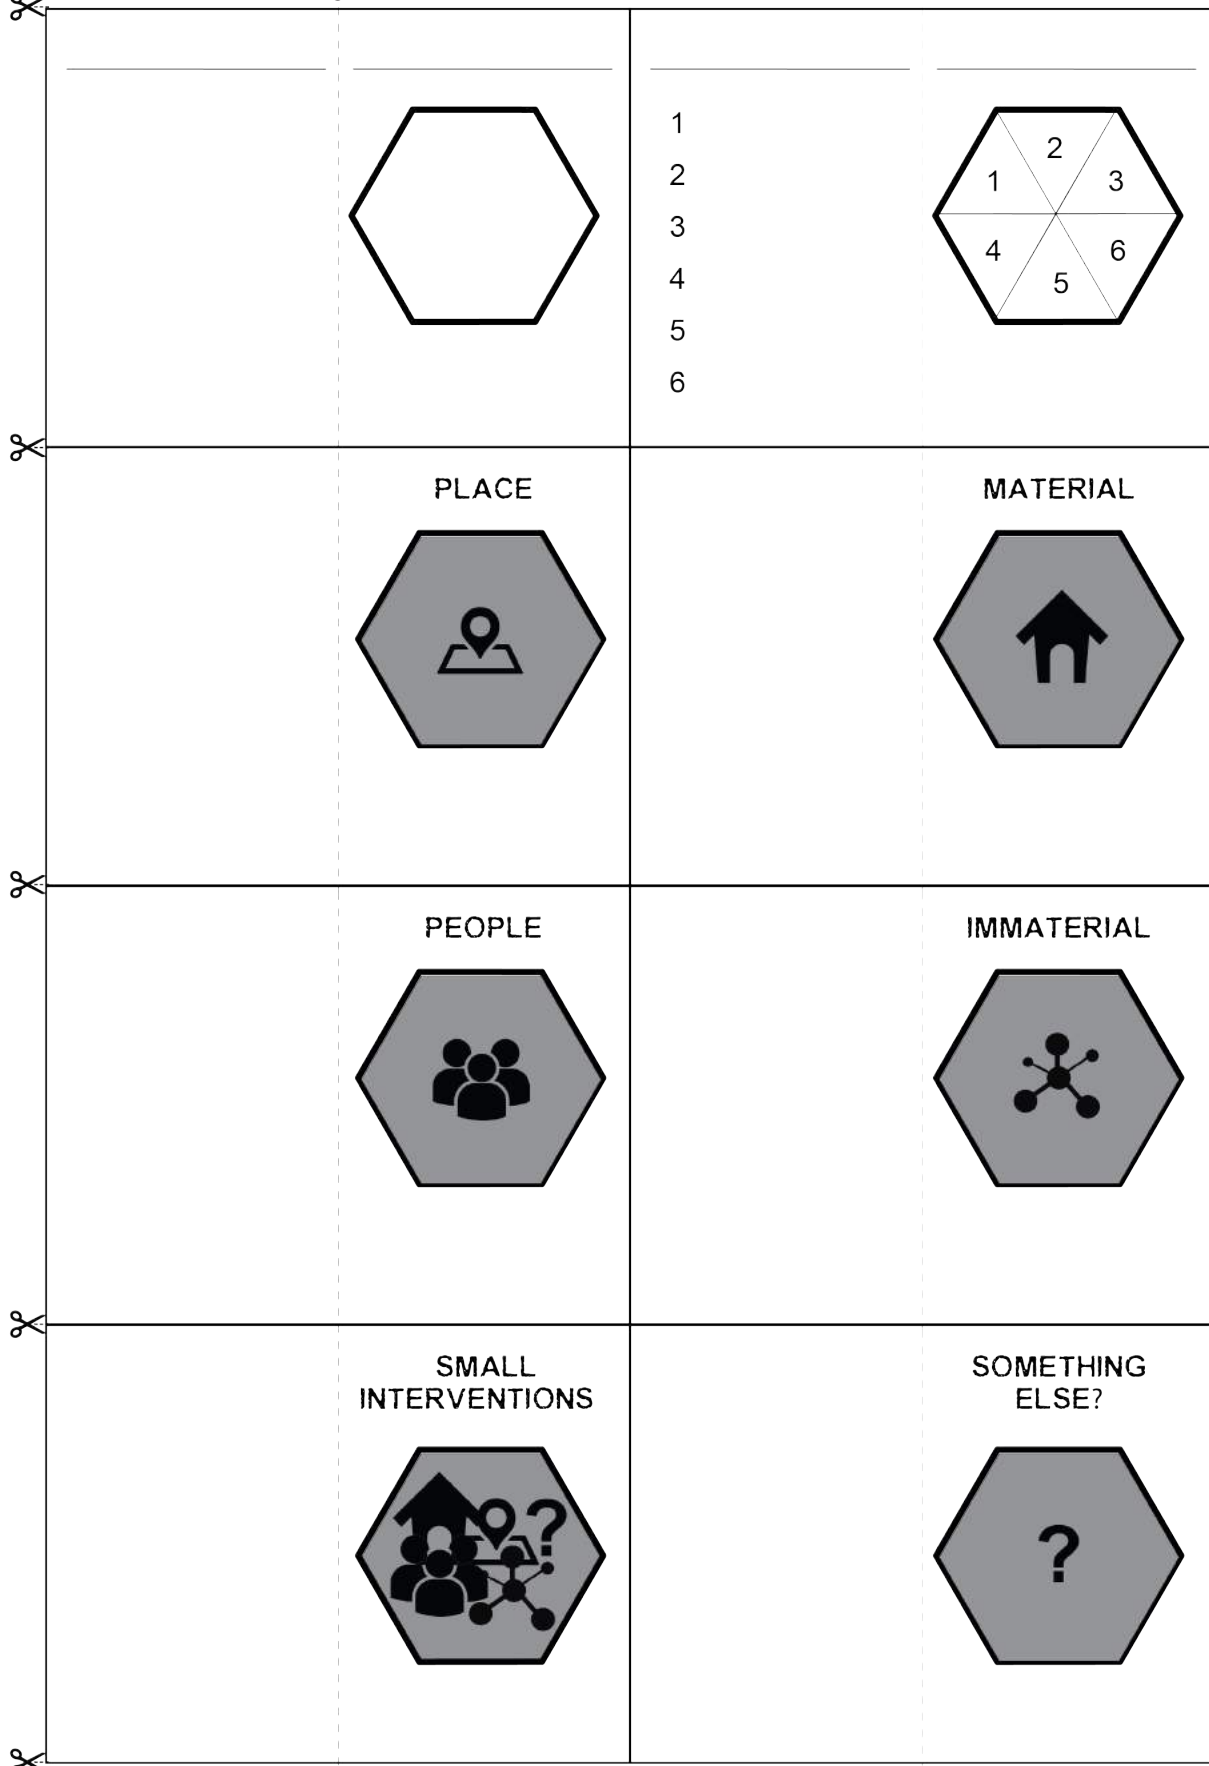 1
2
3
4
5
6
2
1
3
4
6
5
PLACE
MATERIAL
PEOPLE
IMMATERIAL
SMALL
INTERVENTIONS
SOMETHING
ELSE?
?
?